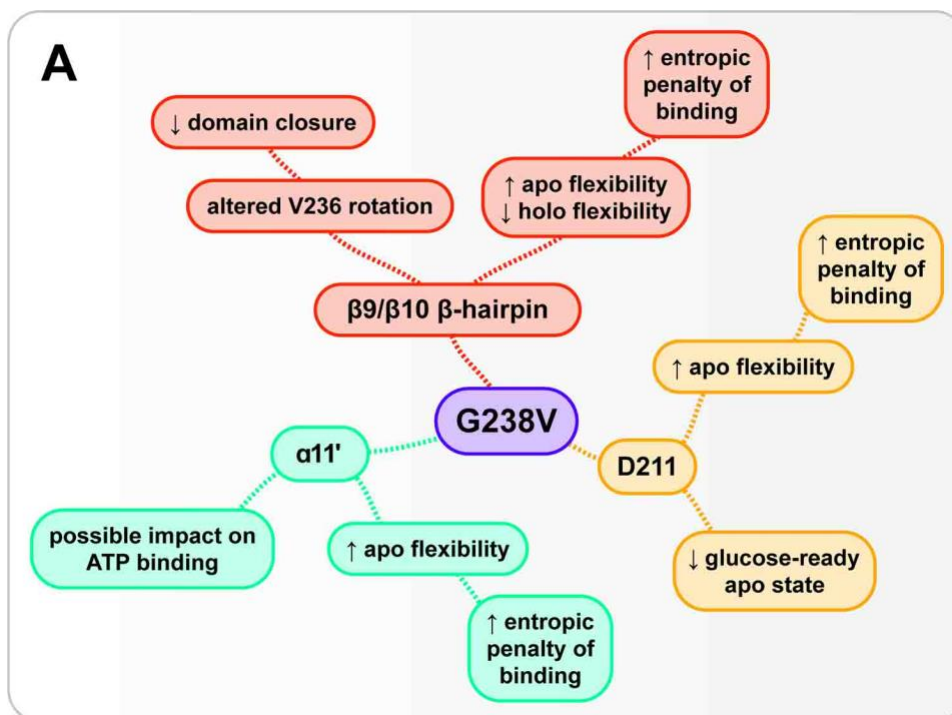 A
↑ entropic
penalty of
binding
↓ domain closure
altered V236 rotation
↑ apo flexibility
↓ holo flexibility
↑ entropic
penalty of
binding
β9/β10 β-hairpin
↑ apo flexibility
G238V
α11'
D211
possible impact on
ATP binding
↑ apo flexibility
↓ glucose-ready
apo state
↑ entropic
penalty of
binding